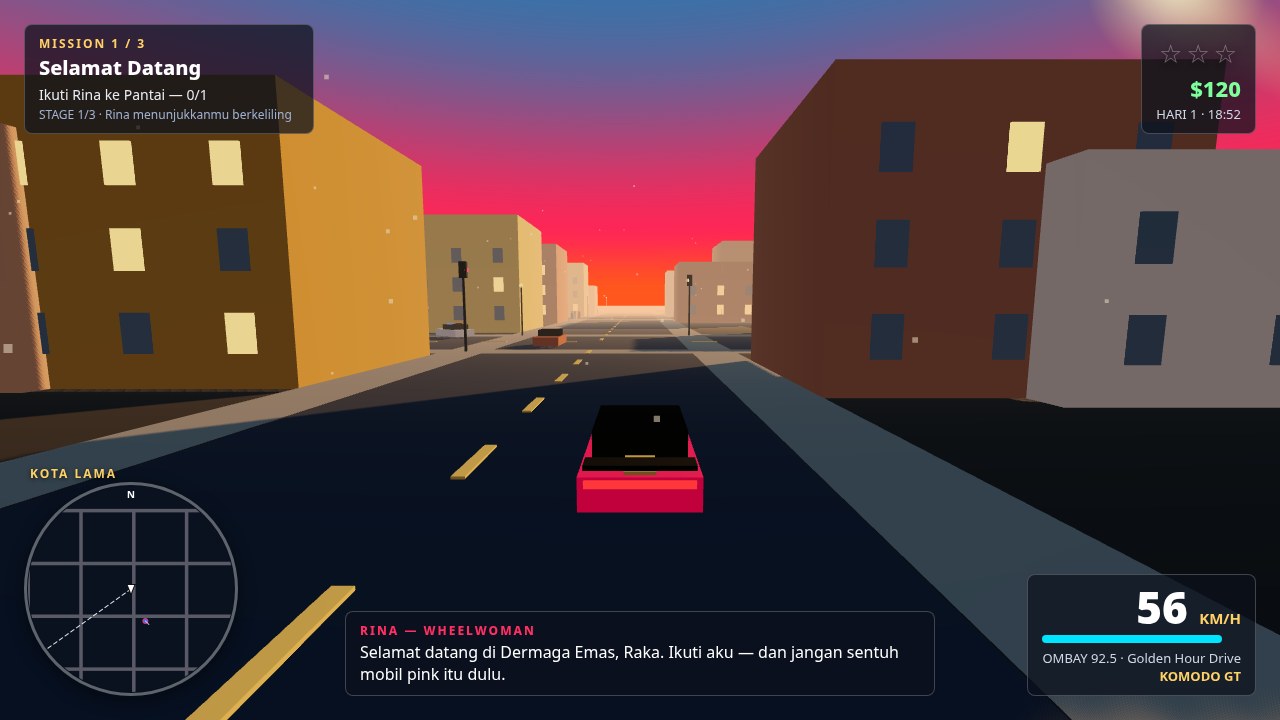 MISSION 1 / 3
Selamat Datang
Ikuti Rina ke Pantai — 0/1
STAGE 1/3 · Rina menunjukkanmu berkeliling
☆☆☆
$120
HARI 1 · 18:52
KOTA LAMA
N
RINA — WHEELWOMAN
Selamat datang di Dermaga Emas, Raka. Ikuti aku — dan jangan sentuh
mobil pink itu dulu.
56 KM/H
OMBAY 92.5 · Golden Hour Drive
KOMODO GT